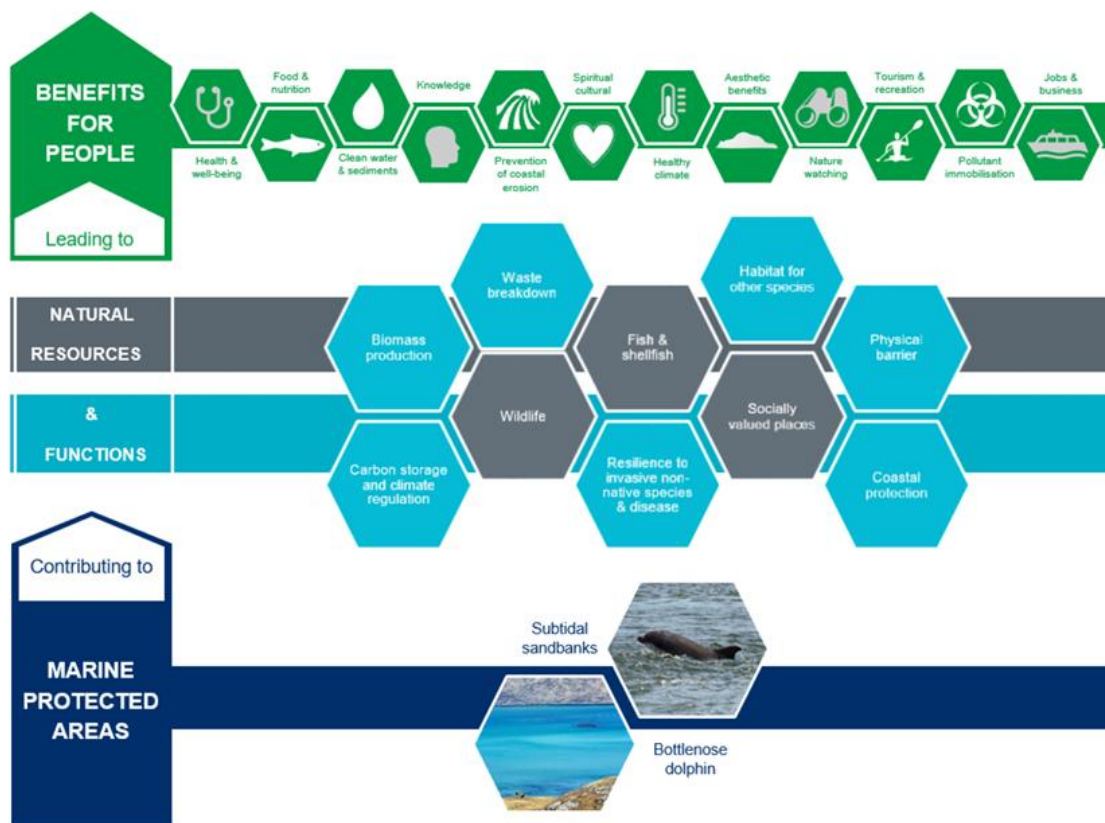 BENEFITS
FOR
PEOPLE
Leading to
Health &
well-being
Food &
nutrition
Clean water
& sediments
Knowledge
Prevention
of coastal
erosion
Spiritual
cultural
Healthy
climate
Aesthetic
benefits
Nature
watching
Tourism &
recreation
Pollutant
immobilisation
Jobs &
business
NATURAL
RESOURCES
&
FUNCTIONS
Biomass
production
Waste
breakdown
Fish &
shellfish
Habitat for
other species
Physical
barrier
Carbon storage
and climate
regulation
Wildlife
Resilience to
invasive non-
native species
& disease
Socially
valued places
Coastal
protection
Contributing to
MARINE
PROTECTED
AREAS
Subtidal
sandbanks
Bottlenose
dolphin